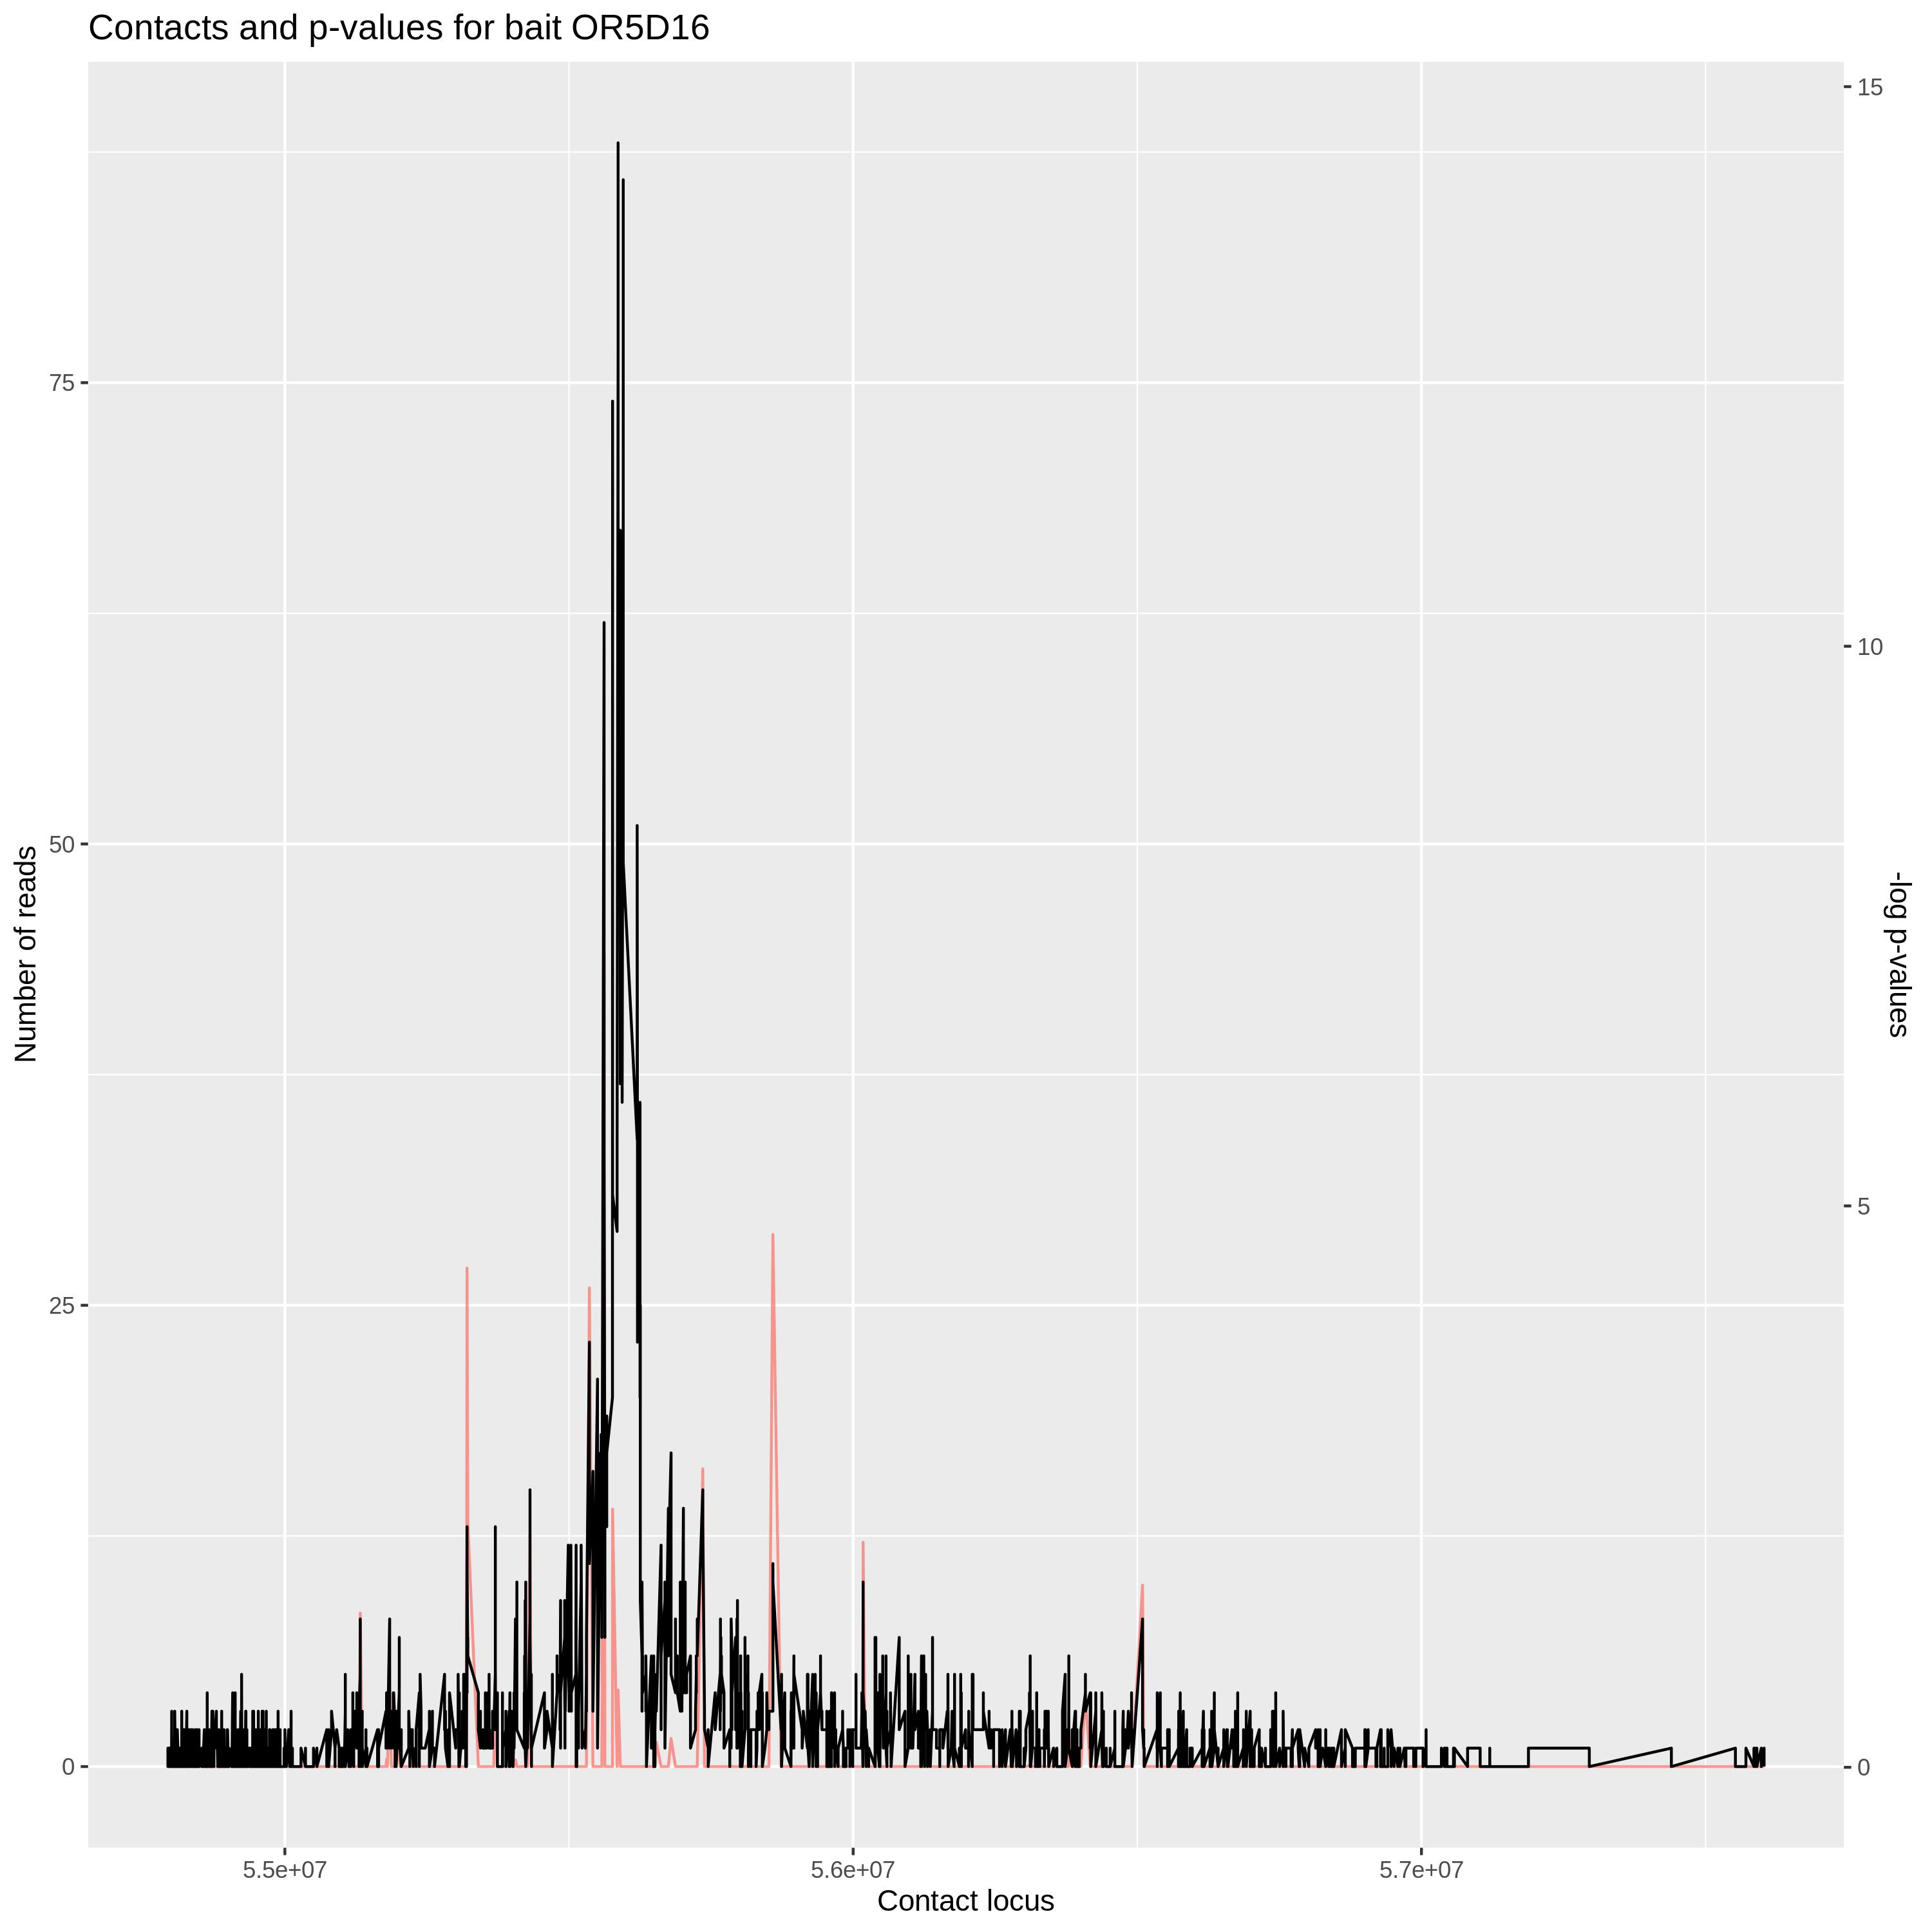 Contacts and p-values for bait OR5D16
75
50
25
0
Number of reads
15
10
5
0
-log p-values
5.5e+07
5.6e+07
5.7e+07
Contact locus